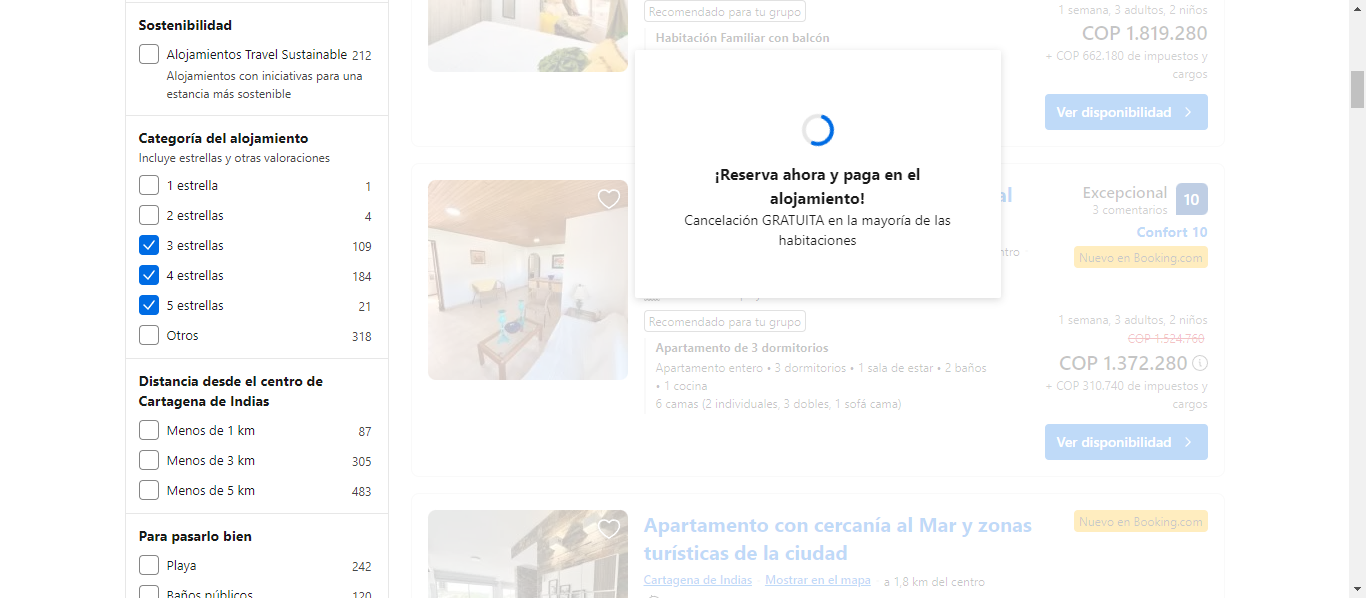 Sostenibilidad
Alojamientos Travel Sustainable 212
Alojamientos con iniciativas para una
estancia más sostenible
Categoría del alojamiento
Incluye estrellas y otras valoraciones
1 estrella 1
2 estrellas 4
3 estrellas 109
4 estrellas 184
5 estrellas 21
Otros 318
Distancia desde el centro de
Cartagena de Indias
Menos de 1 km 87
Menos de 3 km 305
Menos de 5 km 483
Para pasarlo bien
Playa 242
Baños públicos 120
Recomendado para tu grupo
Habitación Familiar con balcón
1 semana, 3 adultos, 2 niños
COP 1.819.280
+ COP 662.180 de impuestos y
cargos
Ver disponibilidad
¡Reserva ahora y paga en el
alojamiento!
Cancelación GRATUITA en la mayoría de las
habitaciones
Excepcional 10
3 comentarios
Confort 10
Nuevo en Booking.com
Recomendado para tu grupo
Apartamento de 3 dormitorios
Apartamento entero • 3 dormitorios • 1 sala de estar • 2 baños
• 1 cocina
6 camas (2 individuales, 3 dobles, 1 sofá cama)
1 semana, 3 adultos, 2 niños
COP 1.524.760
COP 1.372.280
+ COP 310.740 de impuestos y
cargos
Ver disponibilidad
Apartamento con cercanía al Mar y zonas
turísticas de la ciudad
Cartagena de Indias Mostrar en el mapa a 1,8 km del centro
Nuevo en Booking.com